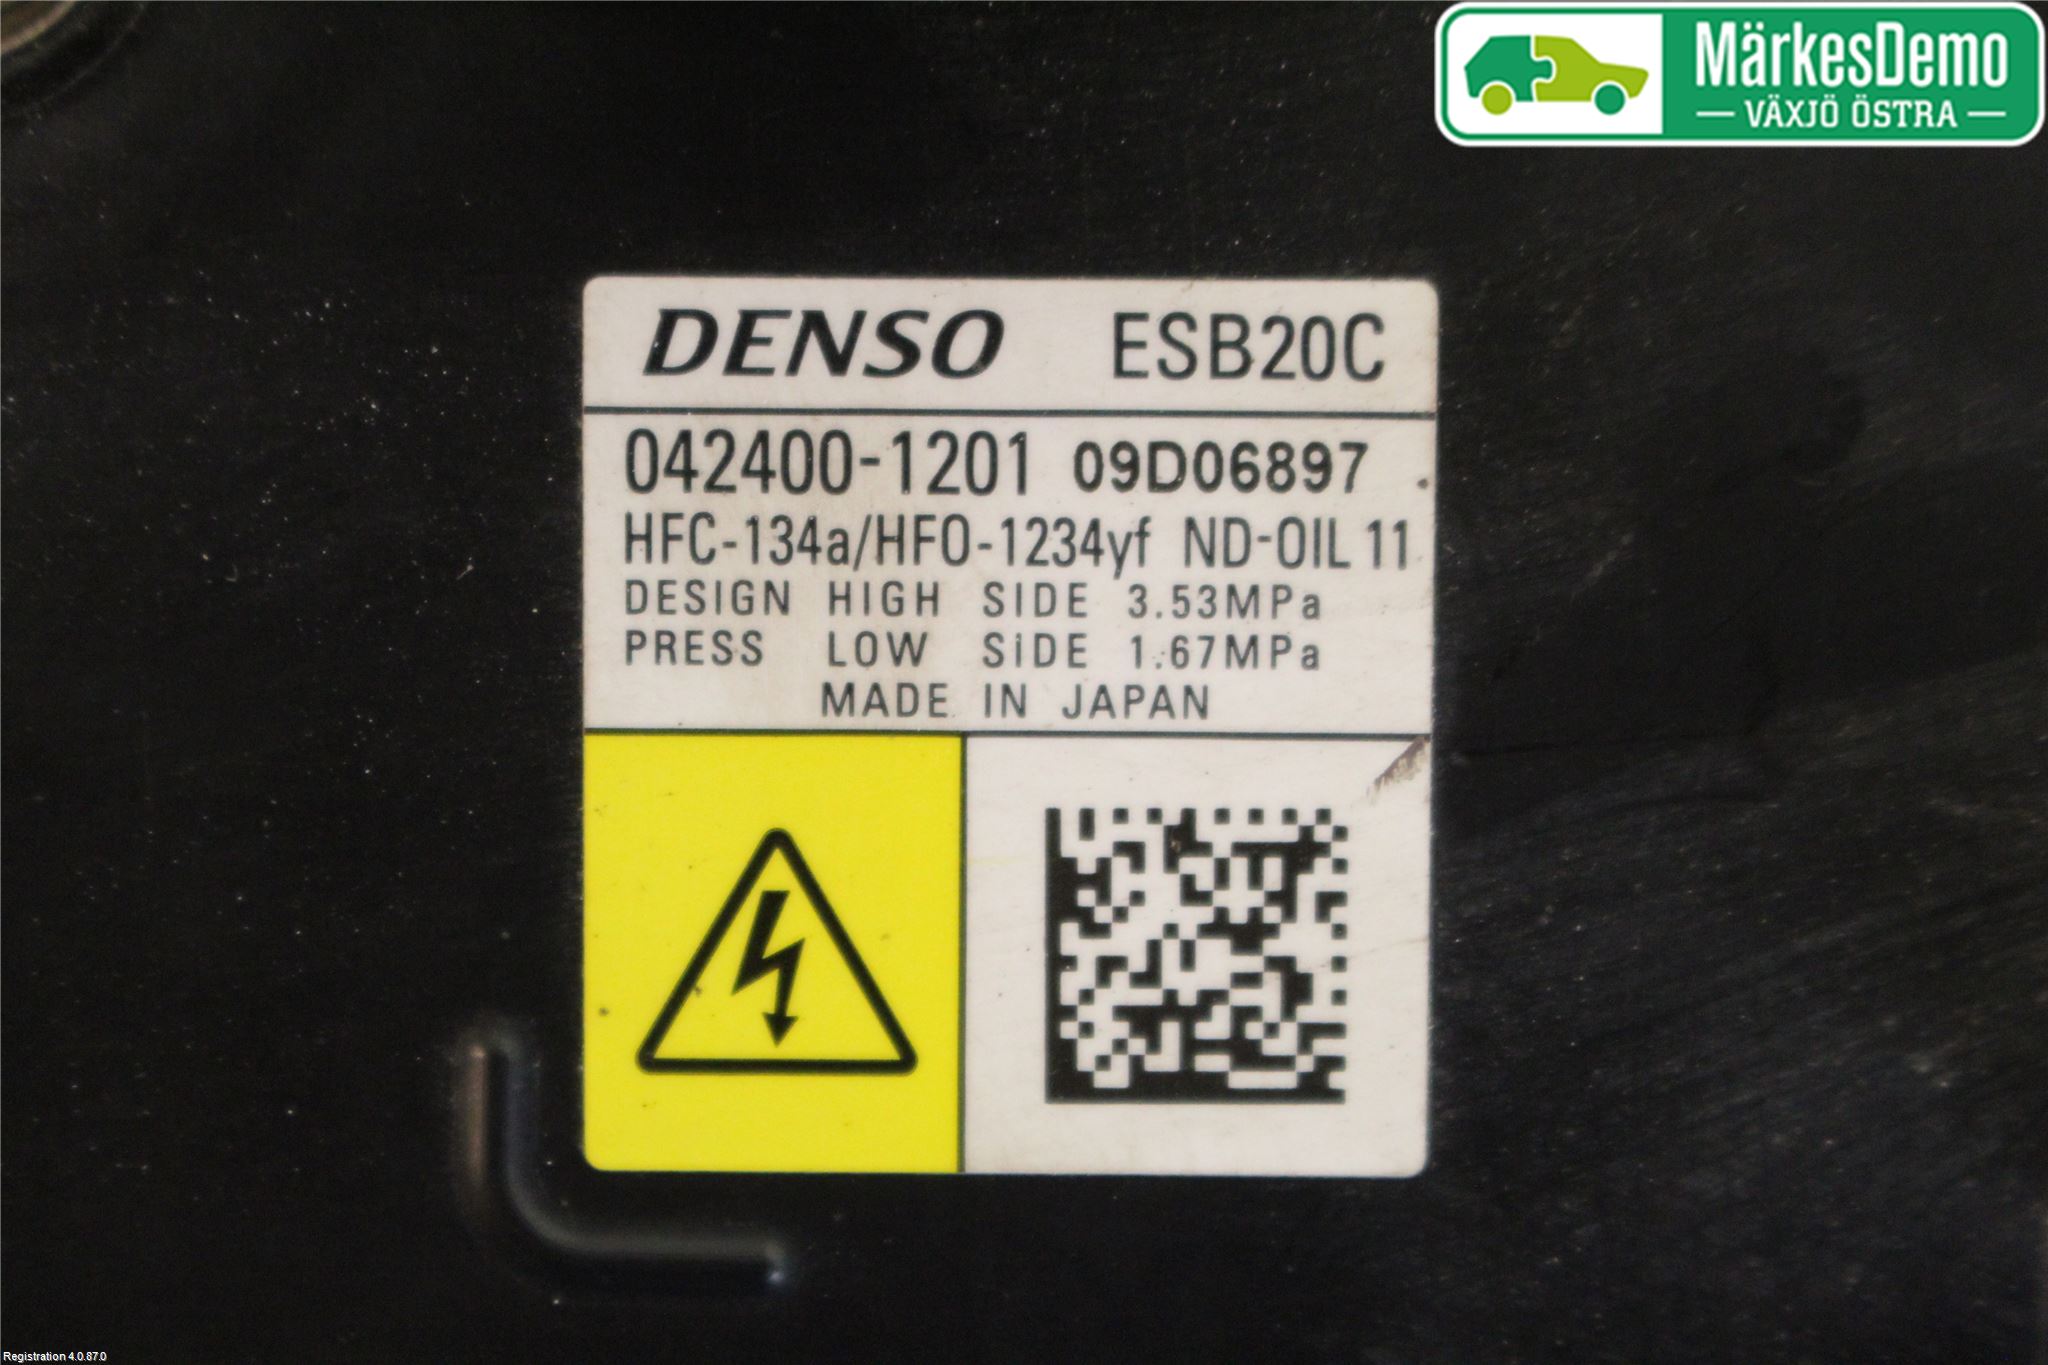 MärkesDemo
VÄXJÖ ÖSTRA
DENSO ESB20C
042400-1201 09D06897
HFC-134a/HFO-1234yf ND-OIL 11
DESIGN HIGH SIDE 3.53MPa
PRESS LOW SiDE 1.67MPa
MADE IN JAPAN
Registration 4.0.87.0